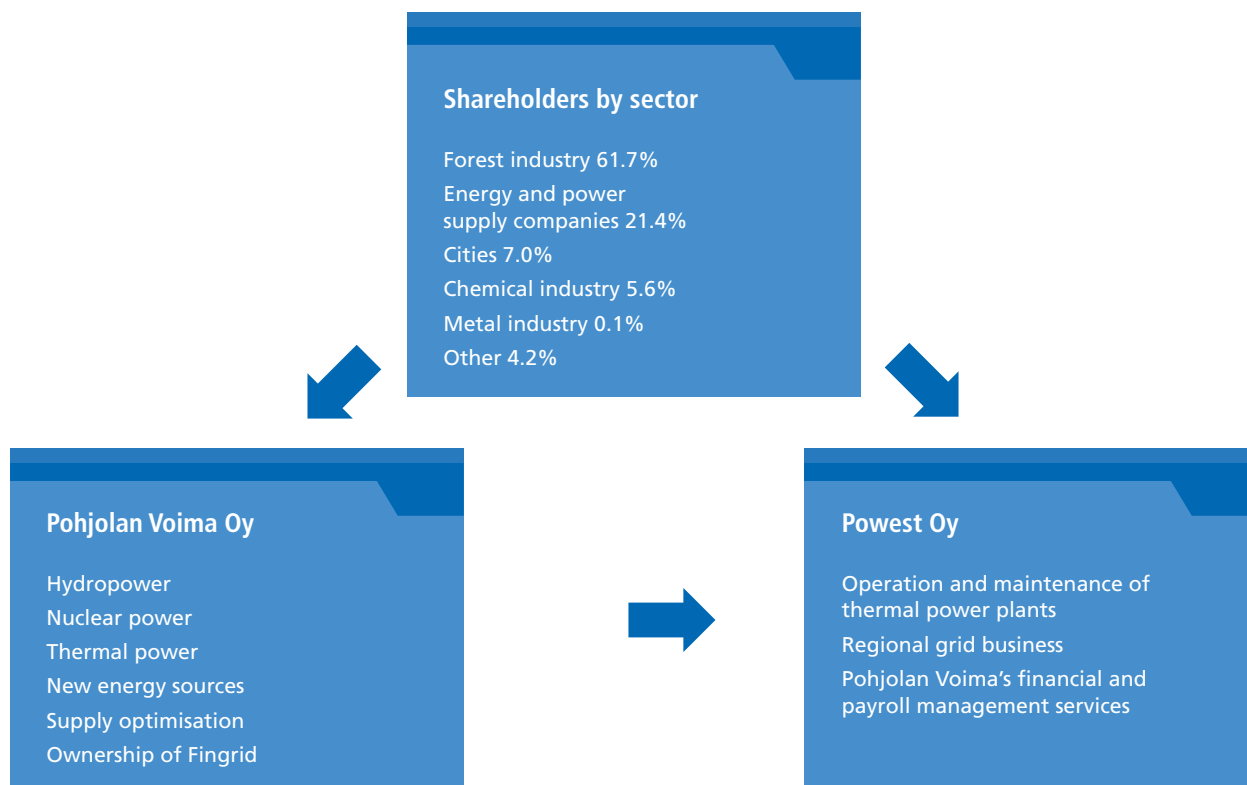 Shareholders by sector
Forest industry 61.7%
Energy and power
supply companies 21.4%
Cities 7.0%
Chemical industry 5.6%
Metal industry 0.1%
Other 4.2%
Pohjolan Voima Oy
Hydropower
Nuclear power
Thermal power
New energy sources
Supply optimisation
Ownership of Fingrid
Powest Oy
Operation and maintenance of
thermal power plants
Regional grid business
Pohjolan Voima's financial and
payroll management services